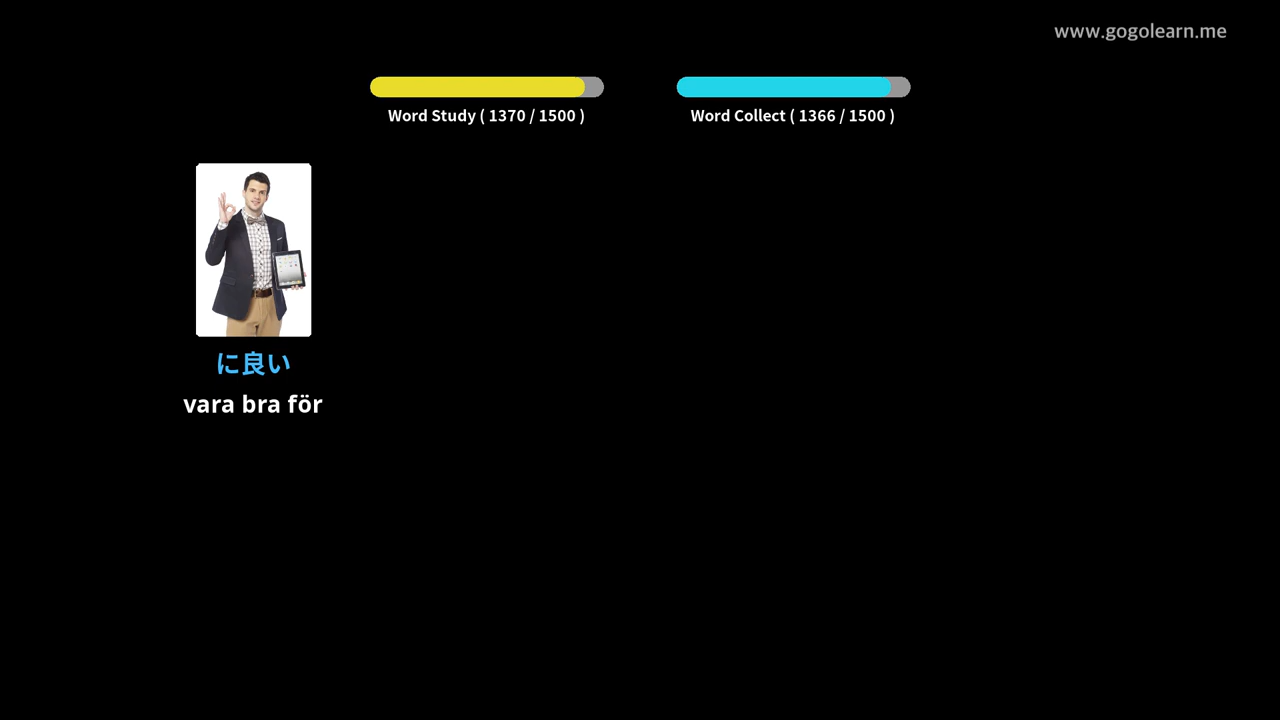 www.gogolearn.me
Word Study ( 1370 / 1500 )
Word Collect ( 1366 / 1500 )
に良い
vara bra för